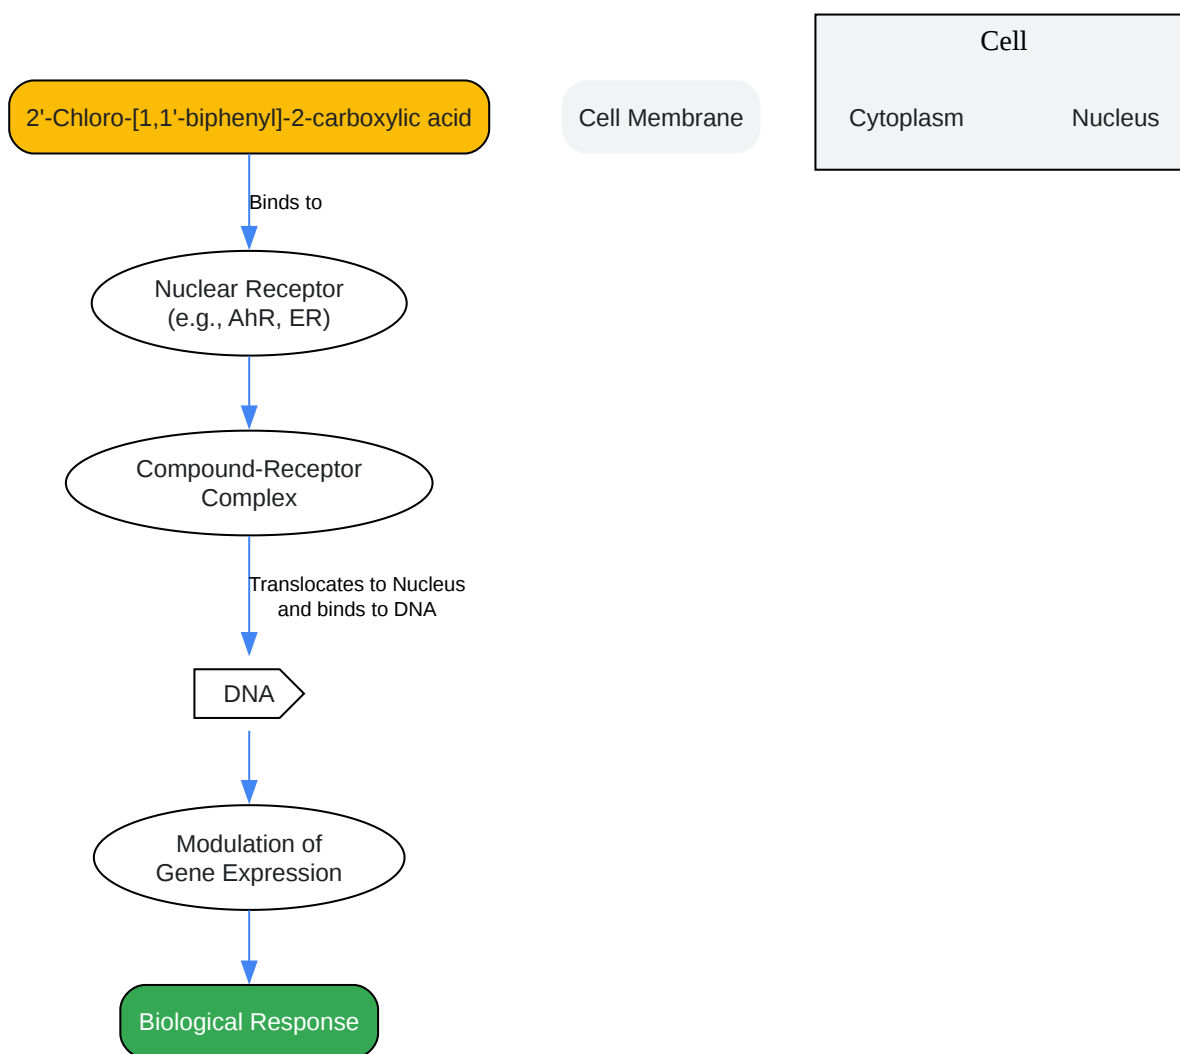 Cell
2'-Chloro-[1,1'-biphenyl]-2-carboxylic acid
Cell Membrane
Cytoplasm
Nucleus
Binds to
Nuclear Receptor
(e.g., AhR, ER)
Compound-Receptor
Complex
Translocates to Nucleus
and binds to DNA
DNA
Modulation of
Gene Expression
Biological Response